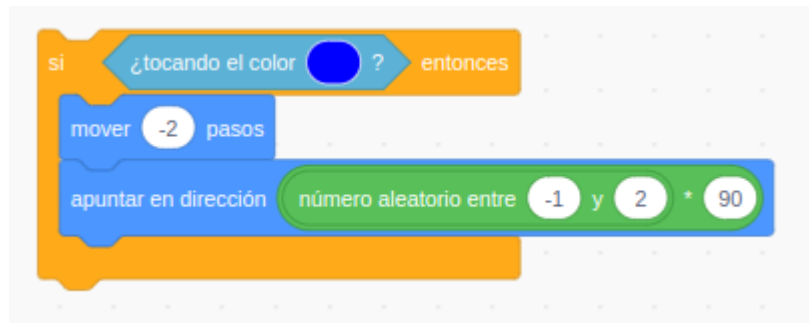 si ¿tocando el color ? entonces
mover -2 pasos
apuntar en dirección número aleatorio entre -1 y 2 * 90